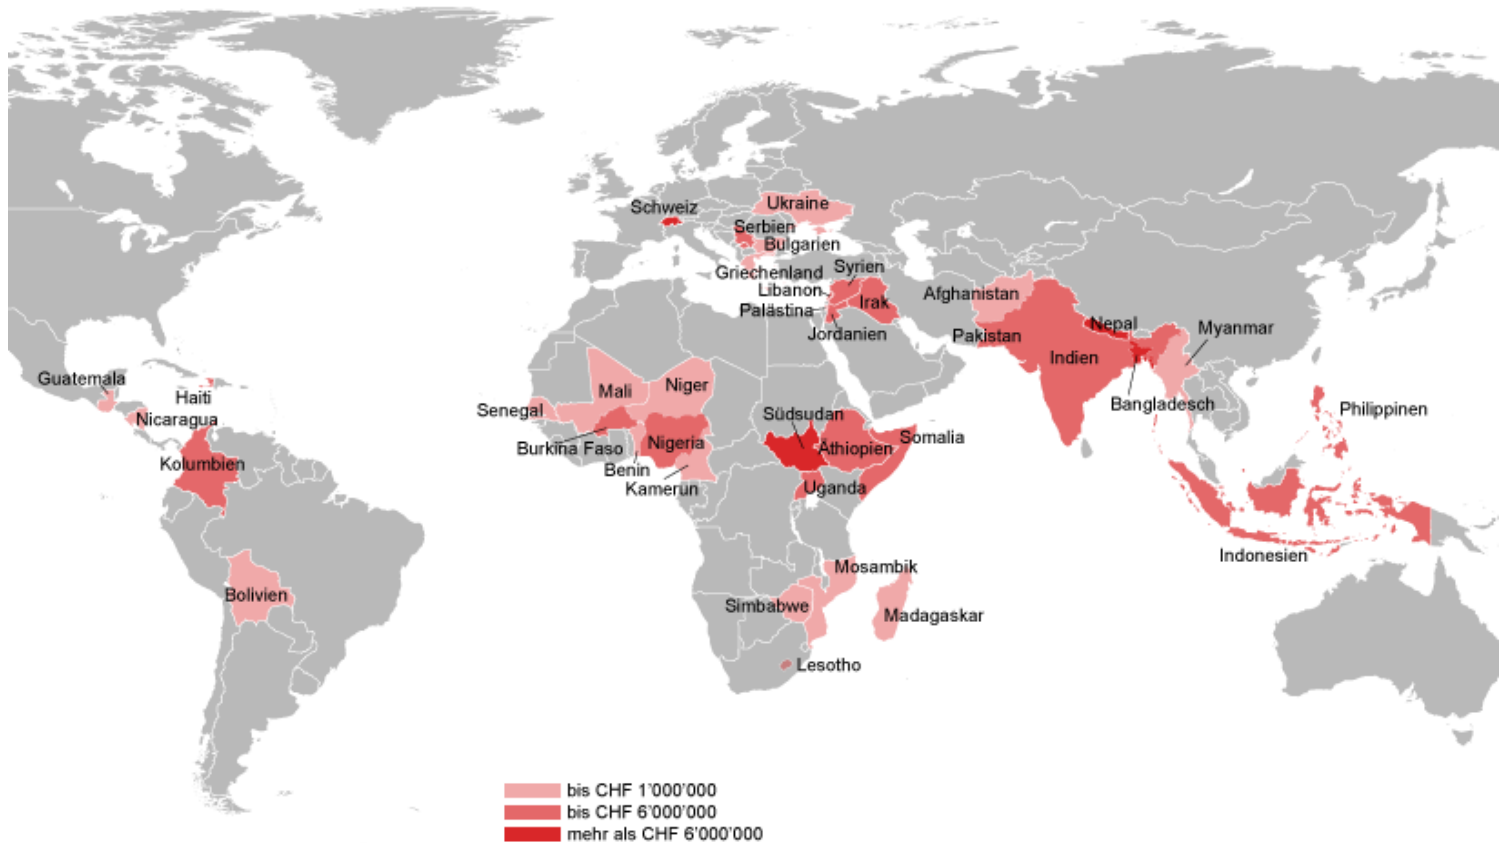 Schweiz
Ukraine
Serbien
Bulgarien
Griechenland
Syrien
Libanon
Irak
Palästina
Jordanien
Afghanistan
Pakistan
Nepal
Myanmar
Indien
Bangladesch
Philippinen
Indonesien
Guatemala
Haiti
Nicaragua
Kolumbien
Bolivien
Mali
Niger
Senegal
Burkina Faso
Nigeria
Benin
Kamerun
Südsudan
Äthiopien
Somalia
Uganda
Mosambik
Simbabwe
Madagaskar
Lesotho
bis CHF 1'000'000
bis CHF 6'000'000
mehr als CHF 6'000'000